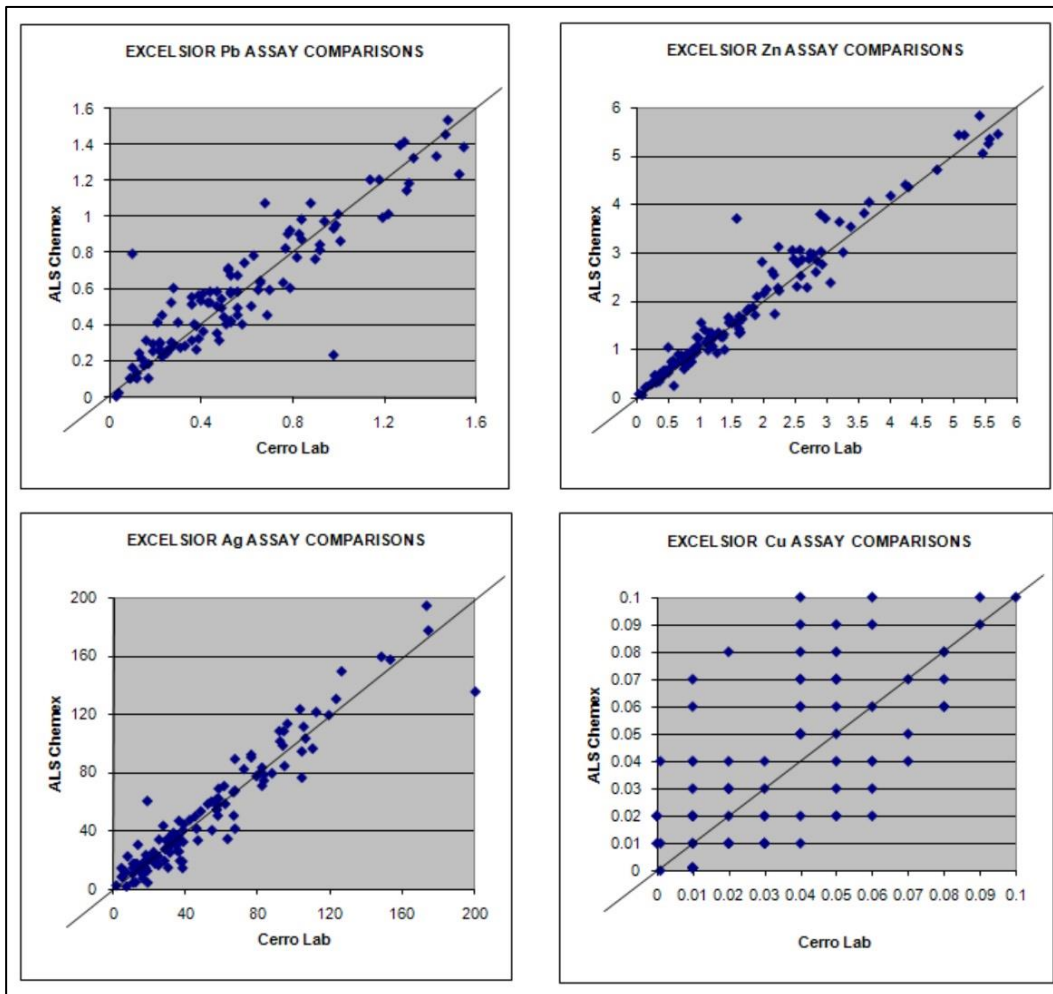 EXCELSIOR Pb ASSAY COMPARISONS
ALS Chemex
1.6
1.4
1.2
1
0.8
0.6
0.4
0.2
0
0 0.4 0.8 1.2 1.6
Cerro Lab
EXCELSIOR Zn ASSAY COMPARISONS
ALS Chemex
6
5
4
3
2
1
0
0 0.5 1 1.5 2 2.5 3 3.5 4 4.5 5 5.5 6
Cerro Lab
EXCELSIOR Ag ASSAY COMPARISONS
ALS Chemex
200
160
120
80
40
0
0 40 80 120 160 200
Cerro Lab
EXCELSIOR Cu ASSAY COMPARISONS
ALS Chemex
0.1
0.09
0.08
0.07
0.06
0.05
0.04
0.03
0.02
0.01
0
0 0.01 0.02 0.03 0.04 0.05 0.06 0.07 0.08 0.09 0.1
Cerro Lab